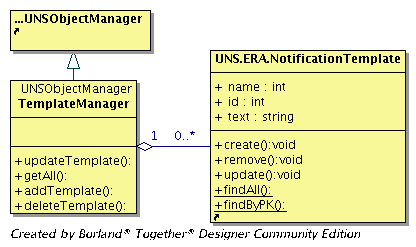 ...UNSObjectManager
UNSObjectManager
TemplateManager
+updateTemplate():
+getAll():
+addTemplate():
+deleteTemplate():
1
0..*
UNS.ERA.NotificationTemplate
+ name : int
+ id : int
+ text : string
+create():void
+remove():void
+update():void
+findAll():
+findByPK():
Created by Borland® Together® Designer Community Edition